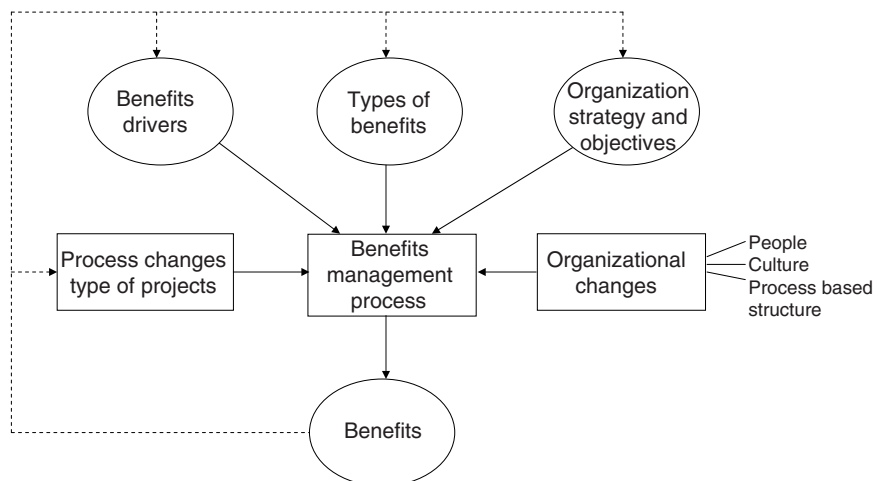 Benefits
drivers
Types of
benefits
Organization
strategy and
objectives
Process changes
type of projects
Benefits
management
process
Organizational
changes
People
Culture
Process based
structure
Benefits